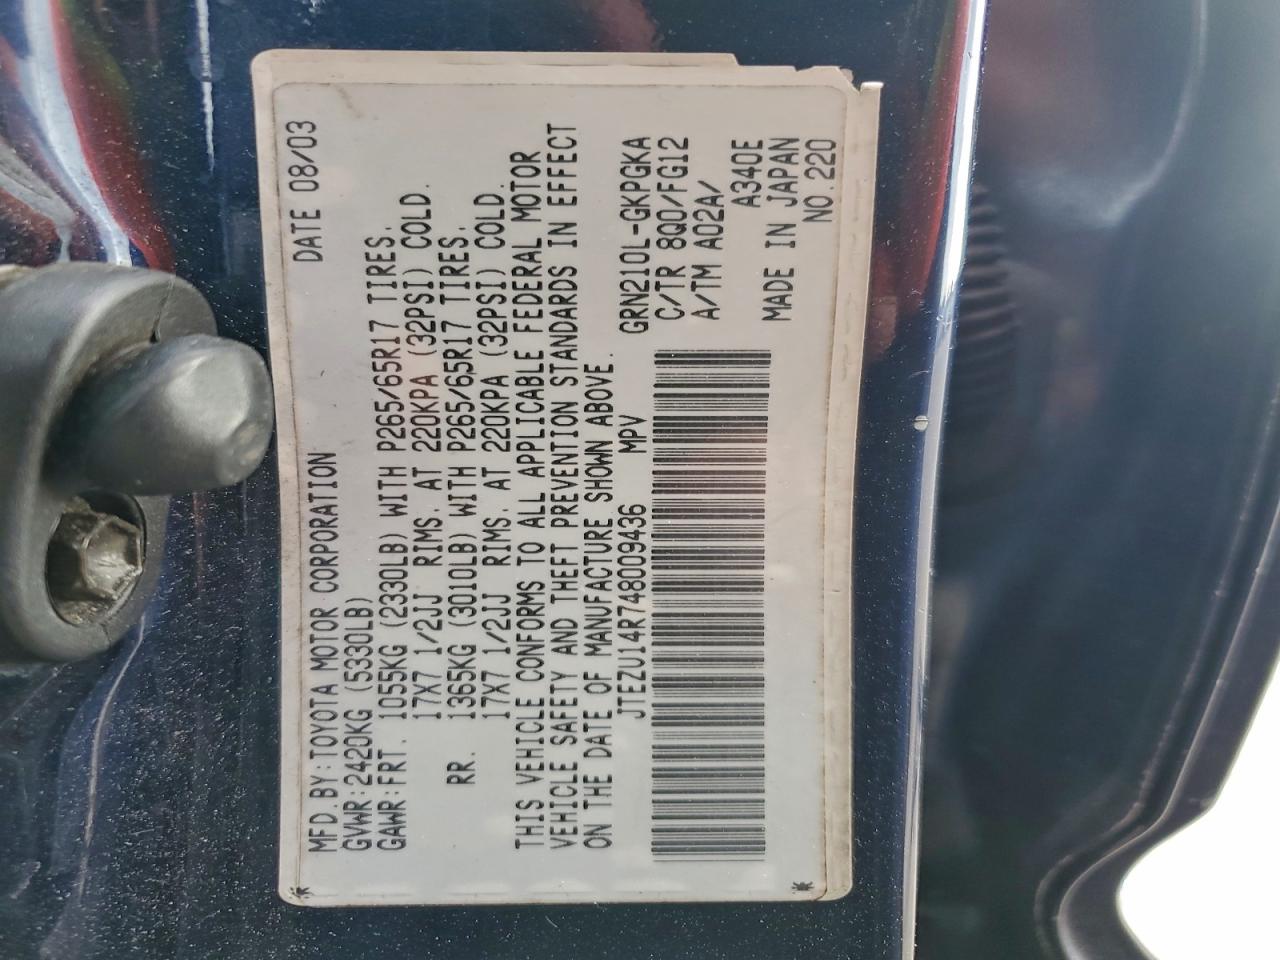 MFD.BY:TOYOTA MOTOR CORPORATION DATE 08/03
GVWR:2420KG (5330LB)
GAWR:FRT. 1055KG (2330LB) WITH P265/65R17 TIRES.
17X7 1/2JJ RIMS. AT 220KPA (32PSI) COLD.
RR. 1365KG (3010LB) WITH P265/65R17 TIRES.
17X7 1/2JJ RIMS. AT 220KPA (32PSI) COLD.
THIS VEHICLE CONFORMS TO ALL APPLICABLE FEDERAL MOTOR
VEHICLE SAFETY AND THEFT PREVENTION STANDARDS IN EFFECT
ON THE DATE OF MANUFACTURE SHOWN ABOVE.
JTEZU14R748009436 MPV GRN210L-GKPGKA
C/TR 8Q0/FG12
A/TM A02A/
A340E
MADE IN JAPAN
NO.220